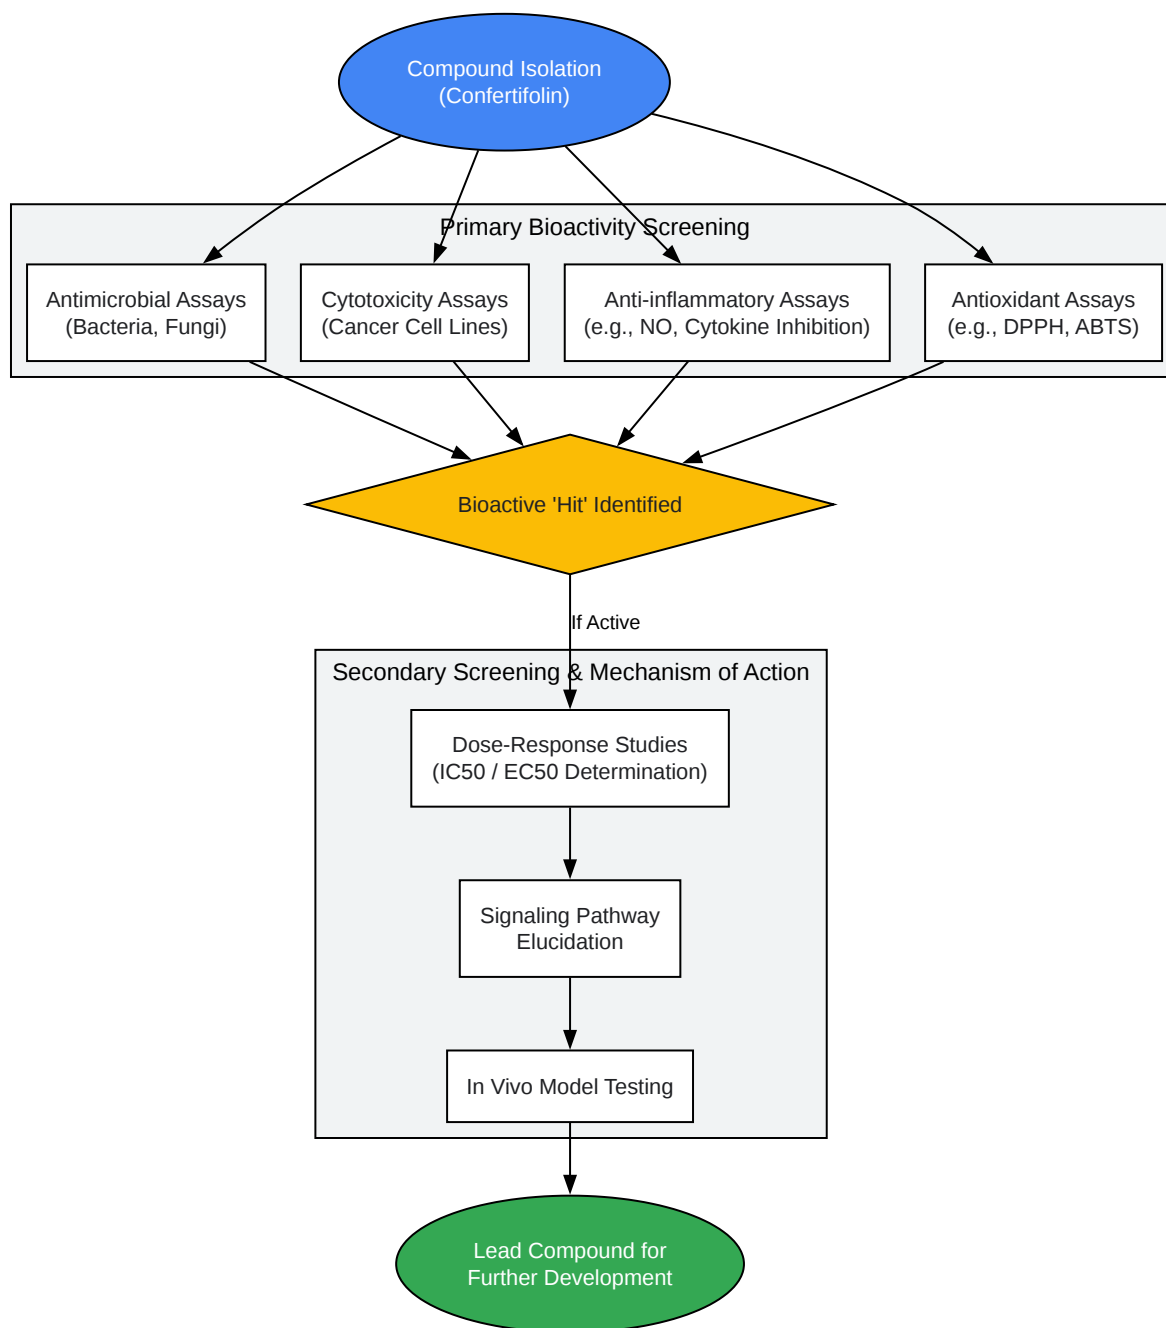 Compound Isolation
(Confertifolin)
Primary Bioactivity Screening
Antimicrobial Assays
(Bacteria, Fungi)
Cytotoxicity Assays
(Cancer Cell Lines)
Anti-inflammatory Assays
(e.g., NO, Cytokine Inhibition)
Antioxidant Assays
(e.g., DPPH, ABTS)
Bioactive 'Hit' Identified
If Active
Secondary Screening & Mechanism of Action
Dose-Response Studies
(IC50 / EC50 Determination)
Signaling Pathway
Elucidation
In Vivo Model Testing
Lead Compound for
Further Development